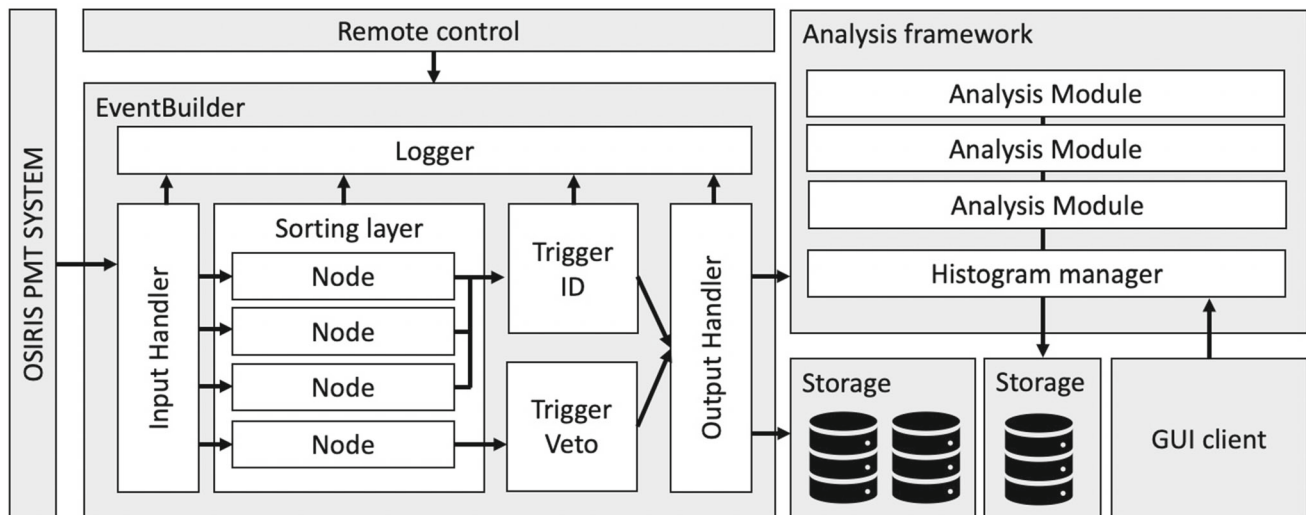 OSIRIS PMT SYSTEM
Remote control
EventBuilder
Logger
Input Handler
Sorting layer
Node
Node
Node
Node
Trigger
ID
Trigger
Veto
Output Handler
Analysis framework
Analysis Module
Analysis Module
Analysis Module
Histogram manager
Storage
Storage
GUI client